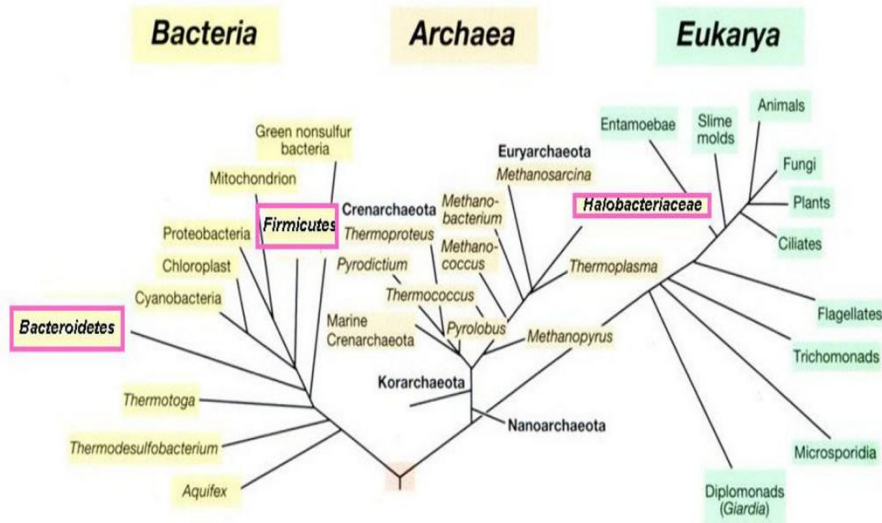 Bacteria
Archaea
Eukarya
Green nonsulfur
bacteria
Mitochondrion
Firmicutes
Proteobacteria
Chloroplast
Cyanobacteria
Bacteroidetes
Thermotoga
Thermodesulfobacterium
Aquifex
Euryarchaeota
Methanosarcina
Crenarchaeota
Methano-
bacterium
Halobacteriaceae
Thermoproteus
Methano-
coccus
Pyrodictium
Thermoplasma
Thermococcus
Marine
Crenarchaeota
Pyrolobus
Methanopyrus
Korarchaeota
Nanoarchaeota
Entamoebae
Slime
molds
Animals
Fungi
Plants
Ciliates
Flagellates
Trichomonads
Microsporidia
Diplomonads
(Giardia)